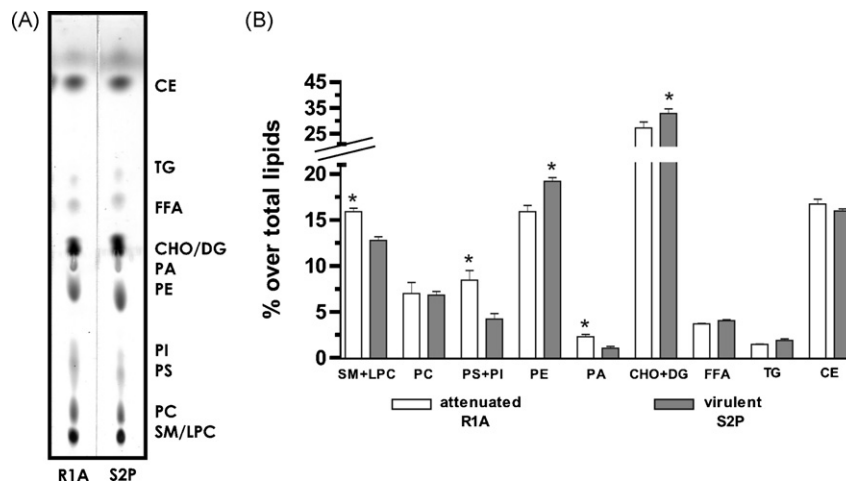 (A)
CE
TG
FFA
CHO/DG
PA
PE
PI
PS
PC
SM/LPC
R1A S2P
(B)
% over total lipids
45
35
25
20
15
10
5
0
* * * * *
SM+LPC PC PS+PI PE PA CHO+DG FFA TG CE
attenuated R1A
virulent S2P